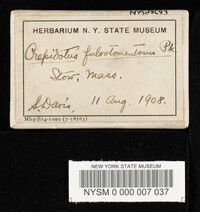 HERBARIUM N. Y. STATE MUSEUM
Crepidotus fulvotomentosus Pk
Stow, Mass.
S. Davis, 11 Aug. 1908.
NEW YORK STATE MUSEUM
NYSM 0 000 007 037